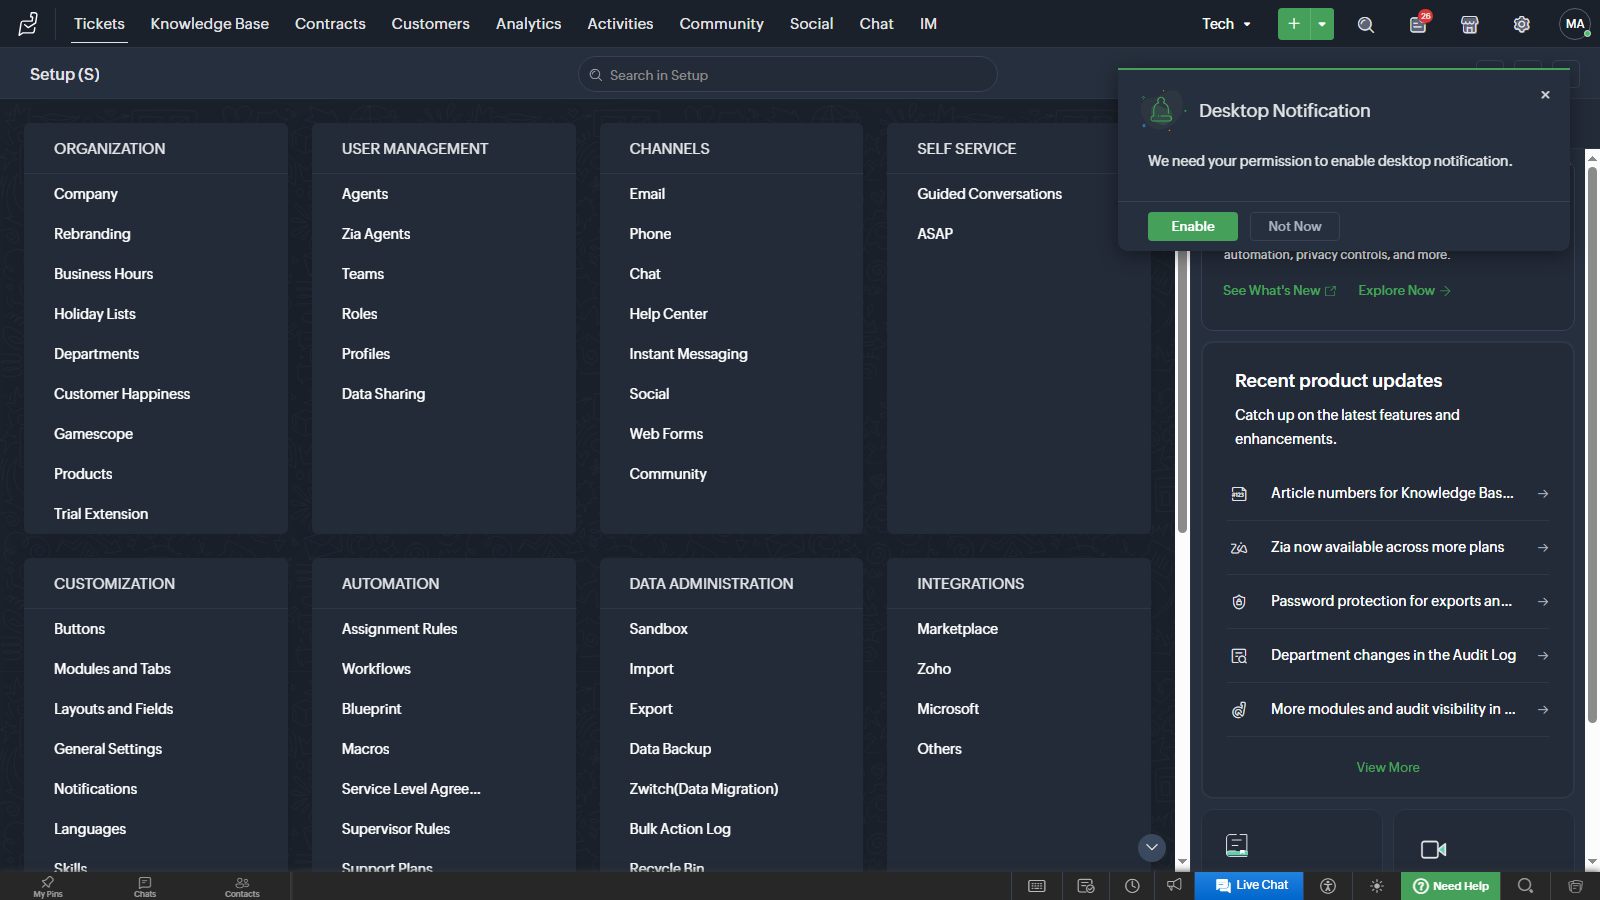 Tickets Knowledge Base Contracts Customers Analytics Activities Community Social Chat IM
Tech
26
MA
Setup (S)
Search in Setup
Desktop Notification
We need your permission to enable desktop notification.
Enable Not Now
automation, privacy controls, and more.
See What's New Explore Now
ORGANIZATION
Company
Rebranding
Business Hours
Holiday Lists
Departments
Customer Happiness
Gamescope
Products
Trial Extension
USER MANAGEMENT
Agents
Zia Agents
Teams
Roles
Profiles
Data Sharing
CHANNELS
Email
Phone
Chat
Help Center
Instant Messaging
Social
Web Forms
Community
SELF SERVICE
Guided Conversations
ASAP
CUSTOMIZATION
Buttons
Modules and Tabs
Layouts and Fields
General Settings
Notifications
Languages
Skills
AUTOMATION
Assignment Rules
Workflows
Blueprint
Macros
Service Level Agree...
Supervisor Rules
Support Plans
DATA ADMINISTRATION
Sandbox
Import
Export
Data Backup
Zwitch(Data Migration)
Bulk Action Log
Recycle Bin
INTEGRATIONS
Marketplace
Zoho
Microsoft
Others
Recent product updates
Catch up on the latest features and
enhancements.
Article numbers for Knowledge Bas...
Zia now available across more plans
Password protection for exports an...
Department changes in the Audit Log
More modules and audit visibility in ...
View More
My Pins Chats Contacts
Live Chat
Need Help